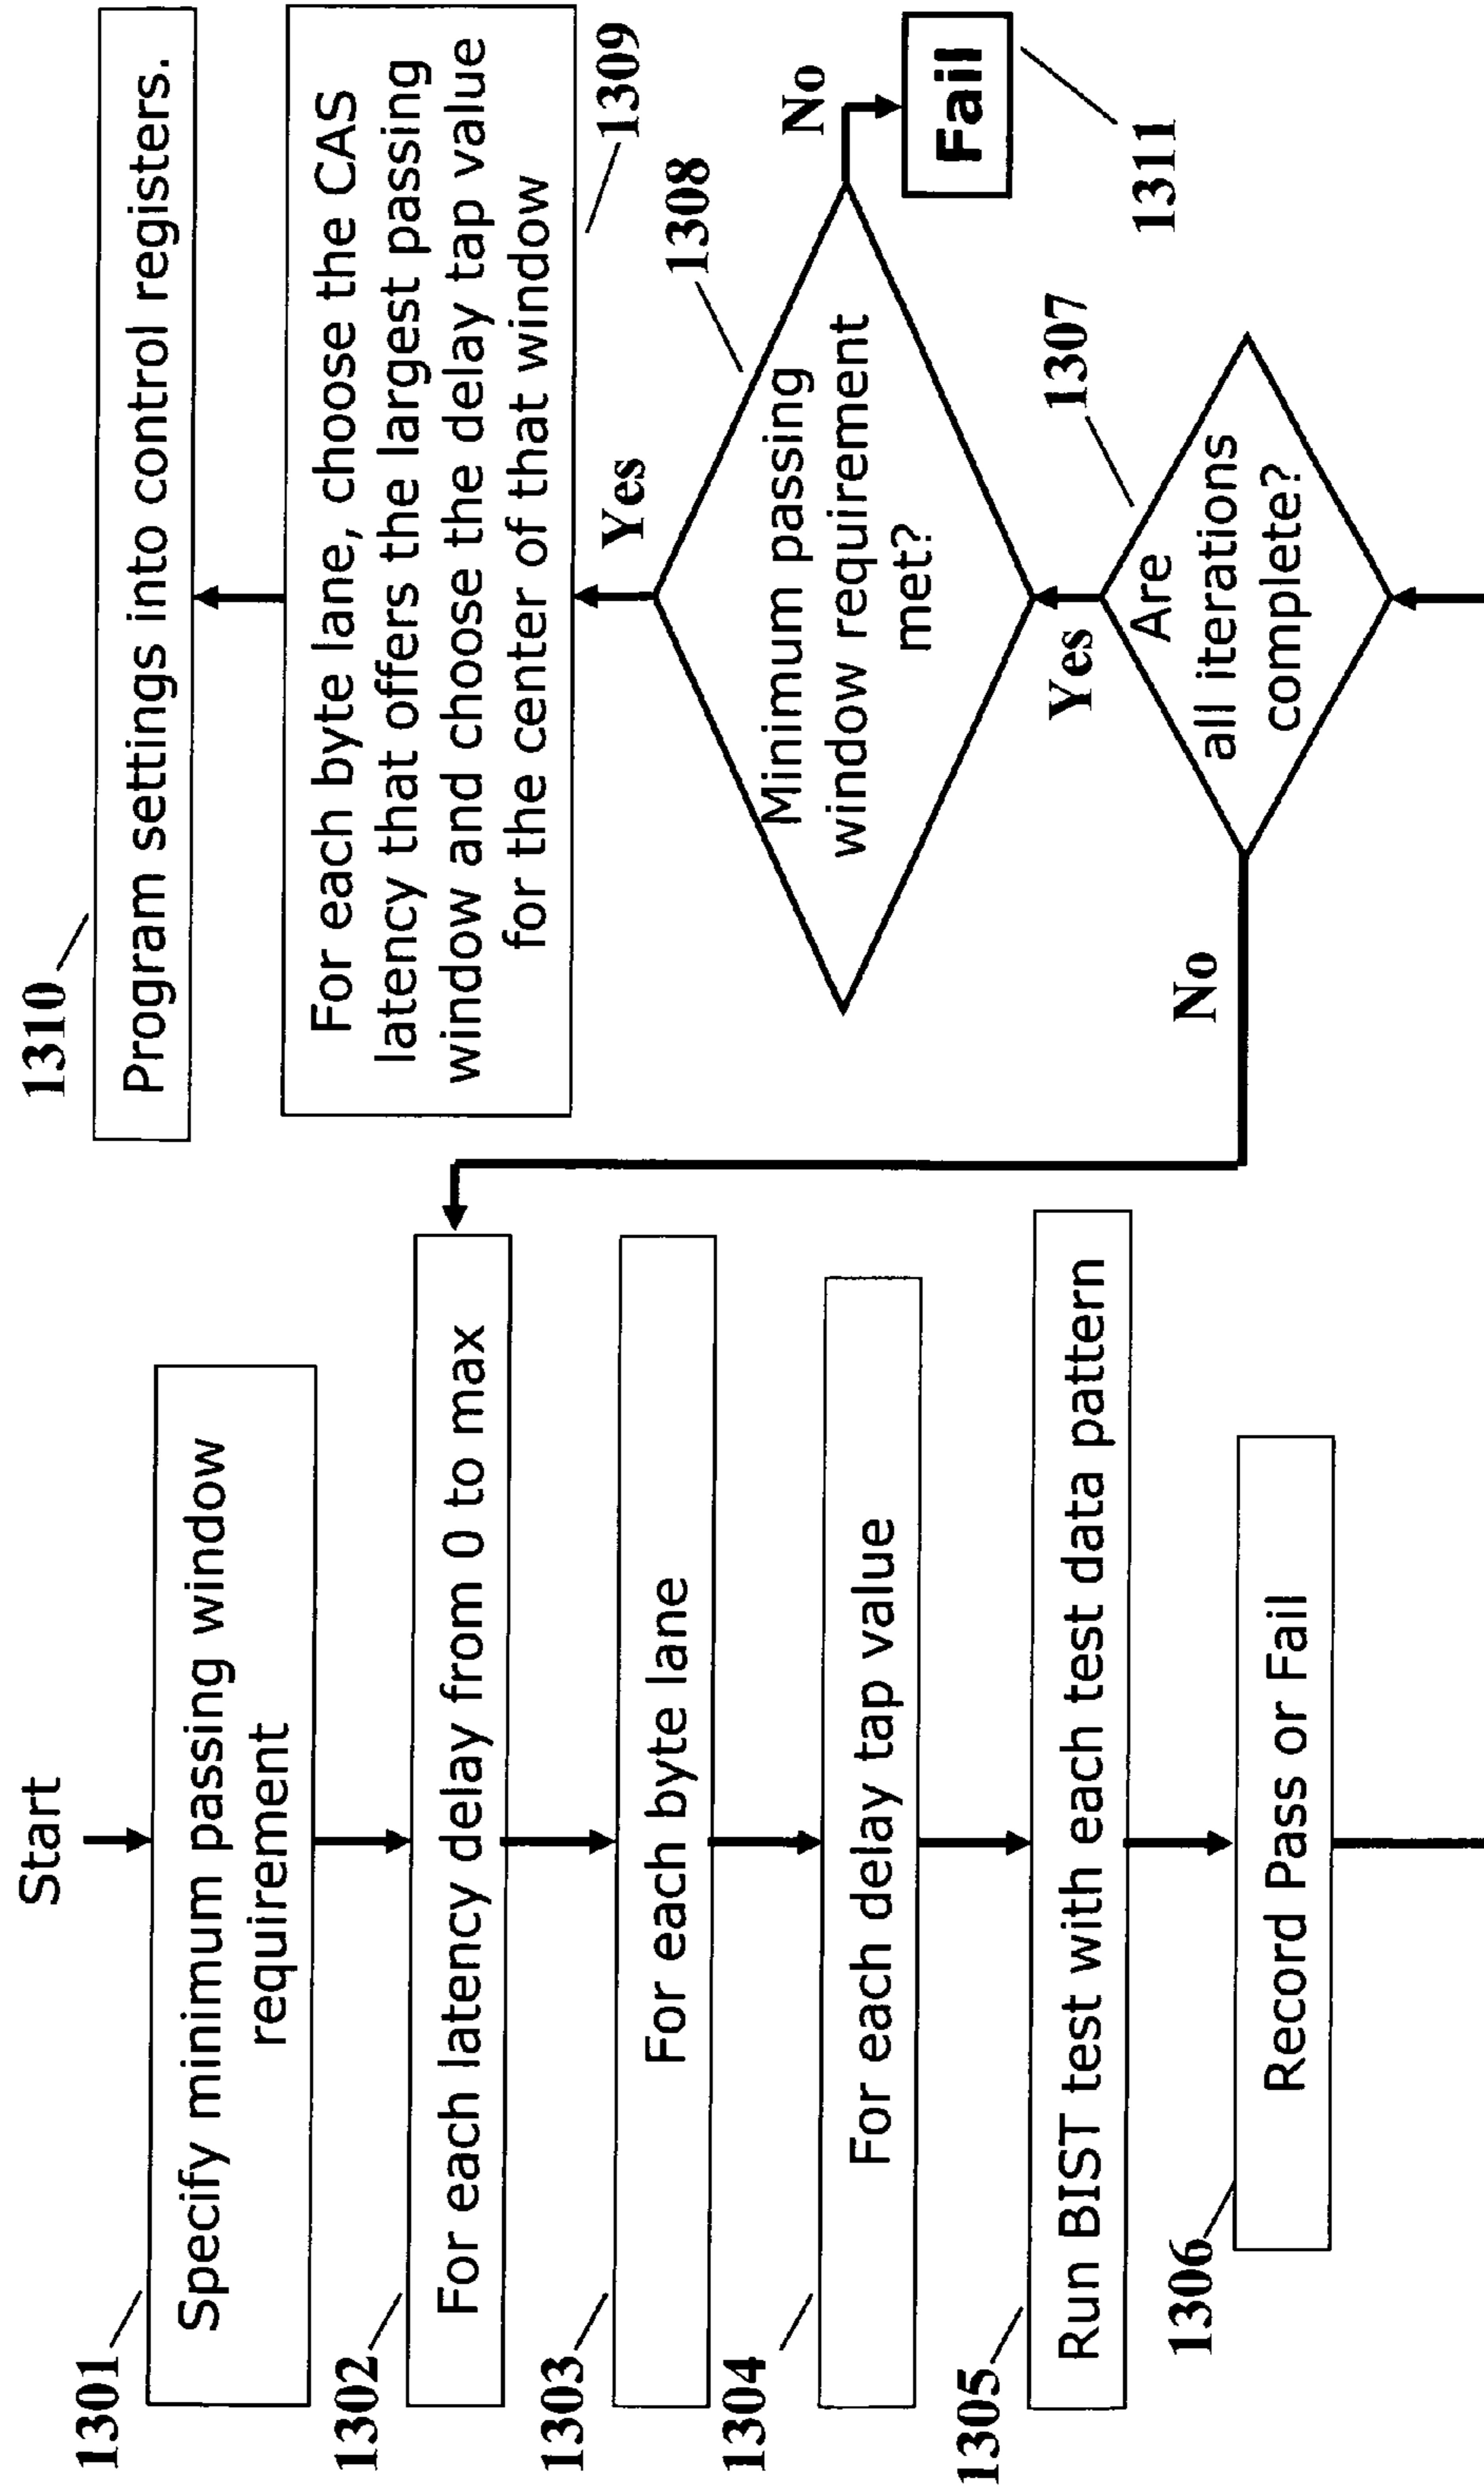 Start
1301
Specify minimum passing window
requirement
1302
For each latency delay from 0 to max
1303
For each byte lane
1304
For each delay tap value
1305
Run BIST test with each test data pattern
1306
Record Pass or Fail
1307
Are
all iterations
complete?
No
Yes
1308
Minimum passing
window requirement
met?
No
Fail
1311
Yes
1309
For each byte lane, choose the CAS
latency that offers the largest passing
window and choose the delay tap value
for the center of that window
1310
Program settings into control registers.